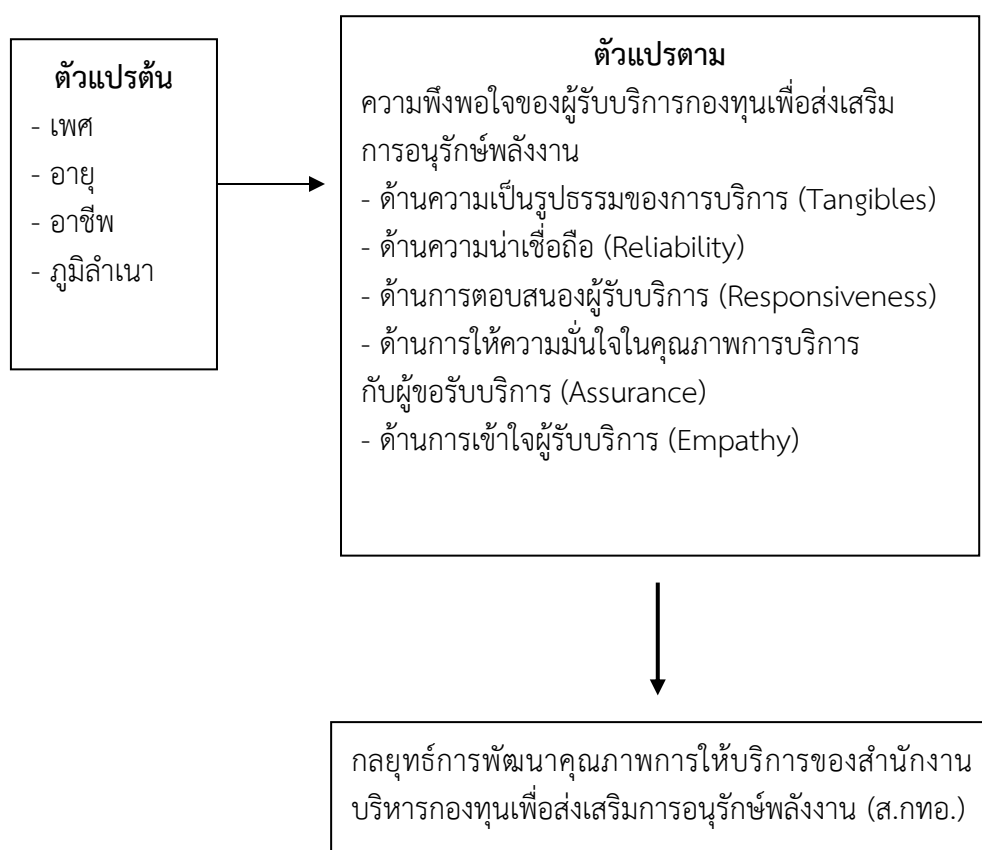 ตัวแปรต้น
- เพศ
- อายุ
- อาชีพ
- ภูมิลำเนา
ตัวแปรตาม
ความพึงพอใจของผู้รับบริการกองทุนเพื่อส่งเสริม
การอนุรักษ์พลังงาน
- ด้านความเป็นรูปธรรมของการบริการ (Tangibles)
- ด้านความน่าเชื่อถือ (Reliability)
- ด้านการตอบสนองผู้รับบริการ (Responsiveness)
- ด้านการให้ความมั่นใจในคุณภาพการบริการ
กับผู้ขอรับบริการ (Assurance)
- ด้านการเข้าใจผู้รับบริการ (Empathy)
กลยุทธ์การพัฒนาคุณภาพการให้บริการของสำนักงาน
บริหารกองทุนเพื่อส่งเสริมการอนุรักษ์พลังงาน (ส.กทอ.)